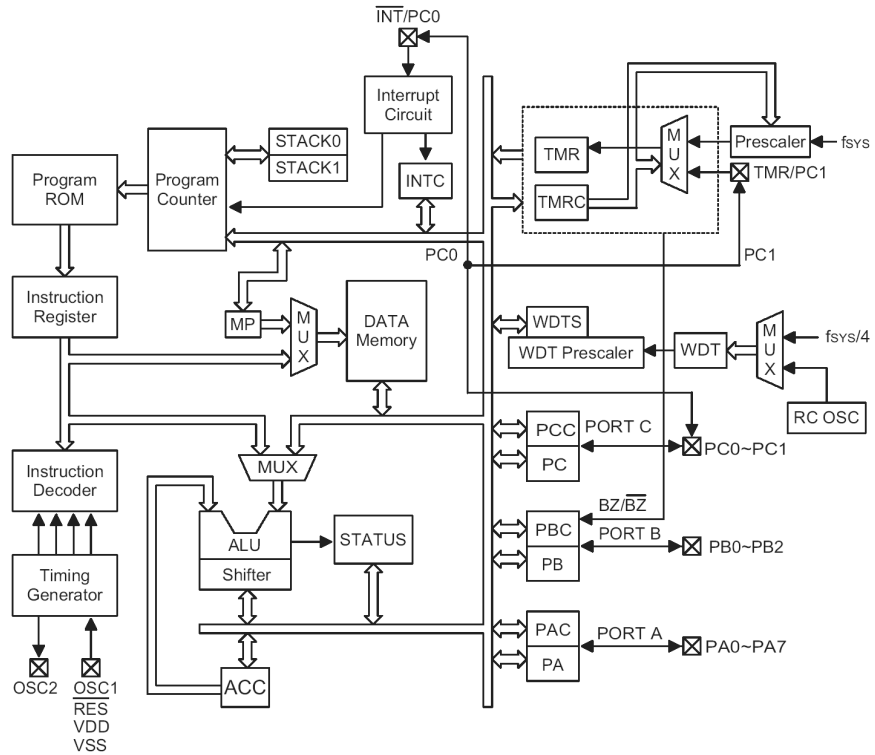 INT/PC0
Interrupt
Circuit
STACK0
STACK1
Program
ROM
Program
Counter
INTC
TMR
TMRC
M
U
X
Prescaler
fSYS
TMR/PC1
PC0
PC1
Instruction
Register
MP
M
U
X
DATA
Memory
WDTS
WDT Prescaler
WDT
M
U
X
fSYS/4
RC OSC
PCC
PC
PORT C
PC0~PC1
Instruction
Decoder
MUX
ALU
Shifter
STATUS
BZ/BZ
PBC
PB
PORT B
PB0~PB2
Timing
Generator
PAC
PA
PORT A
PA0~PA7
ACC
OSC2
OSC1
RES
VDD
VSS